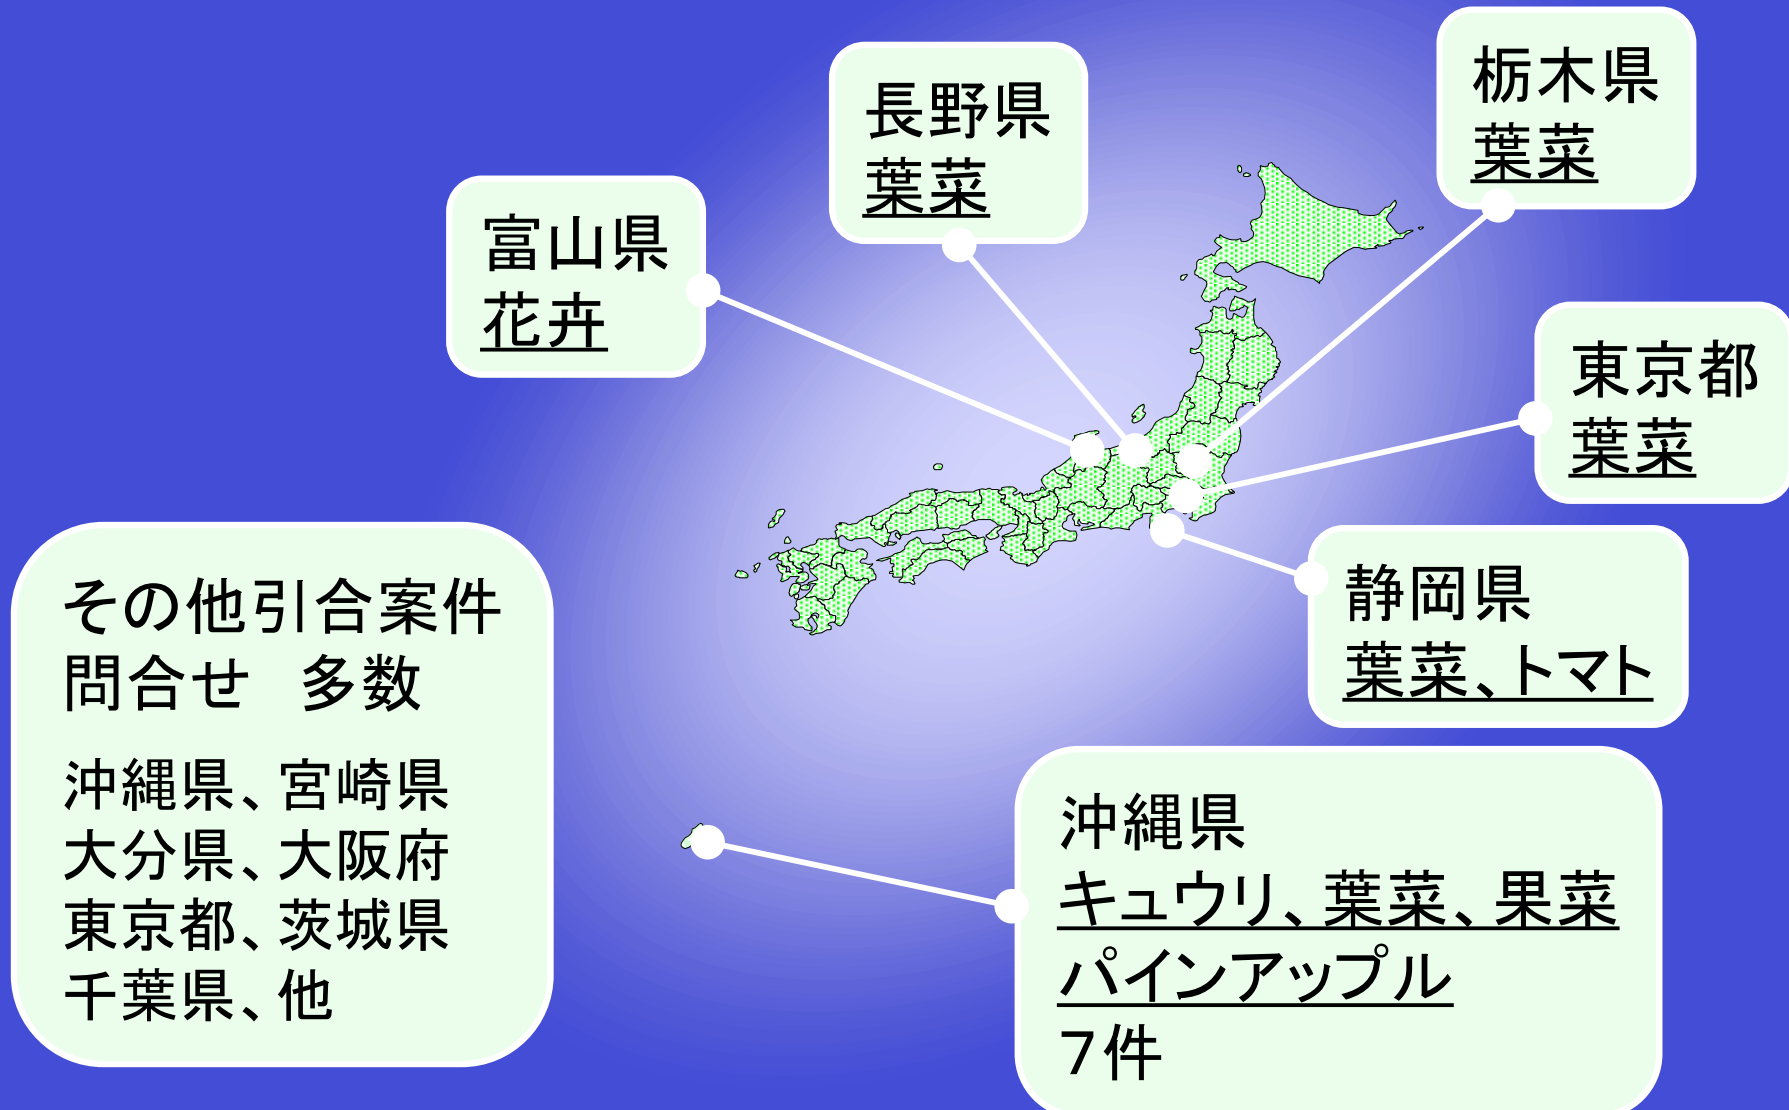 長野県
葉菜
栃木県
葉菜
富山県
花卉
東京都
葉菜
静岡県
葉菜、トマト
その他引合案件
問合せ　多数
沖縄県、宮崎県
大分県、大阪府
東京都、茨城県
千葉県、他
沖縄県
キュウリ、葉菜、果菜
パインアップル
７件